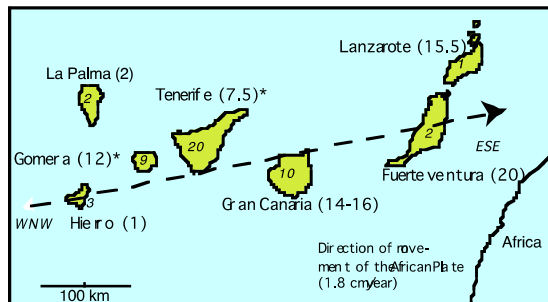 Lanzarote (15.5)
1
La Palma (2)
2
Tenerife (7.5)*
20
Gomera (12)*
9
2
ESE
10
Fuerteventura (20)
3
WNW
Hierro (1)
Gran Canaria (14-16)
Africa
Direction of move-
ment of the African Plate
(1.8 cm/year)
100 km